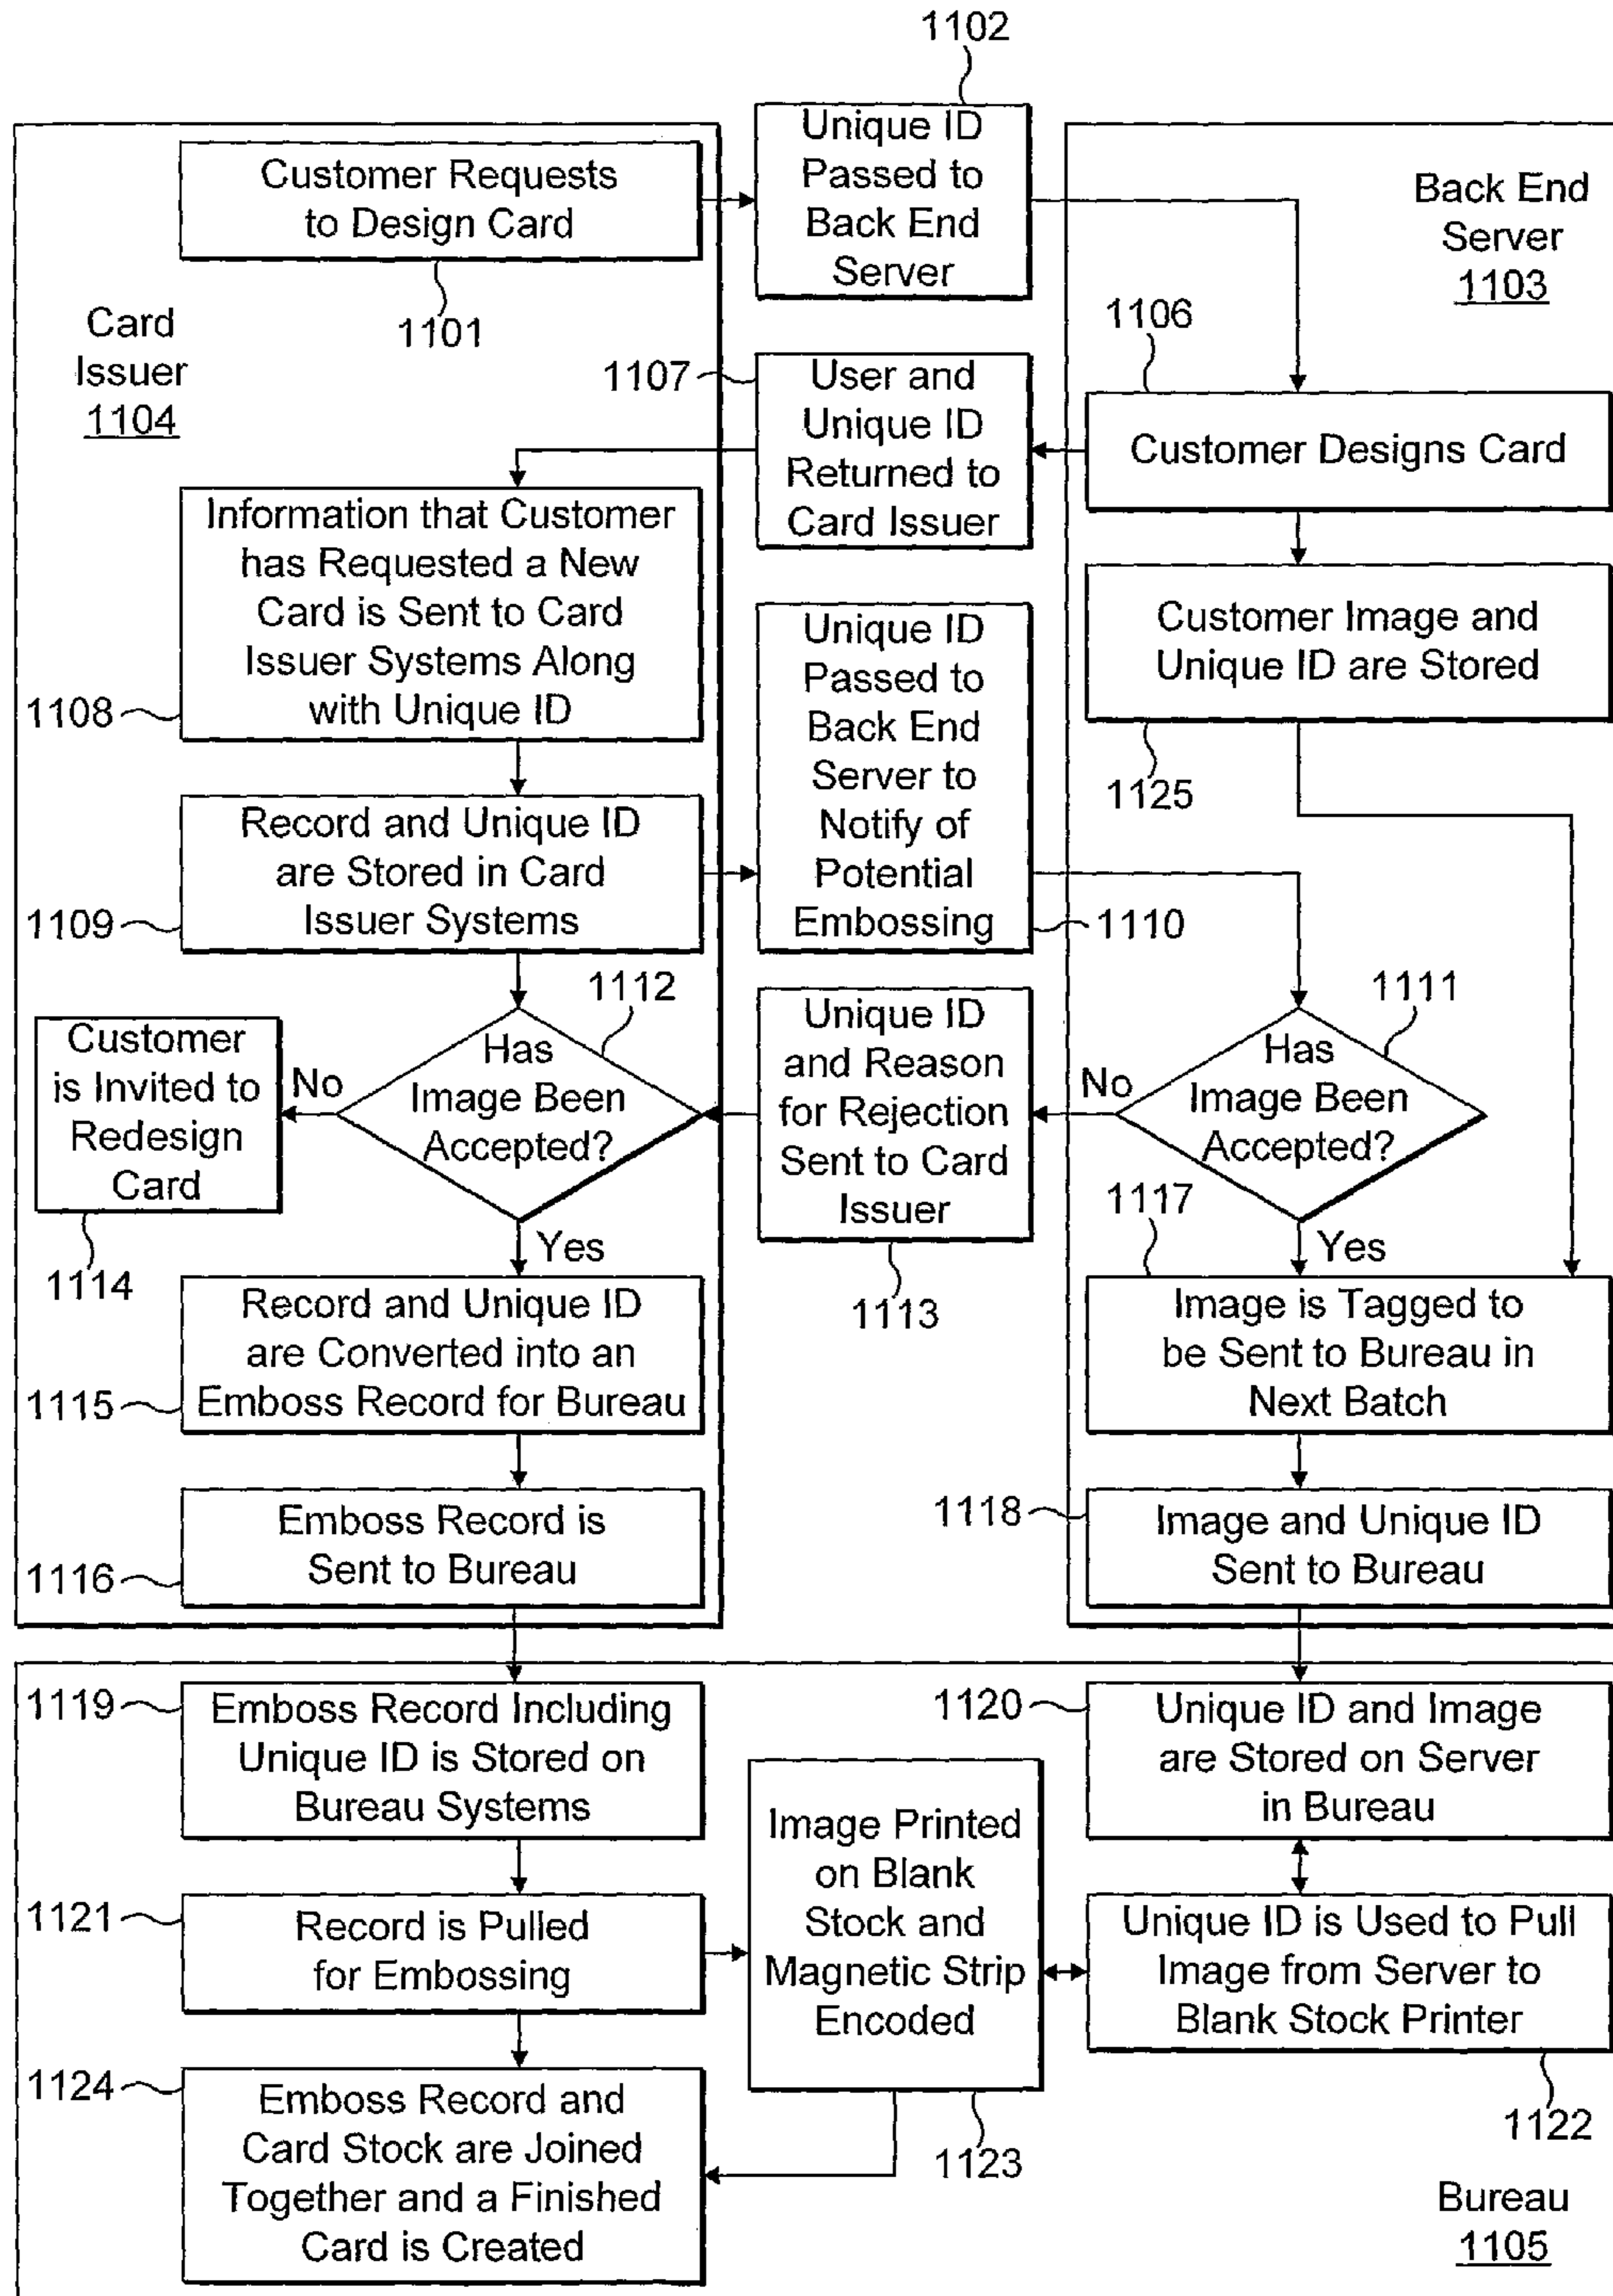 1102
Unique ID
Passed to
Back End
Server
Customer Requests
to Design Card
1101
Back End
Server
1103
Card
Issuer
1104
1106
Customer Designs Card
1107
User and
Unique ID
Returned to
Card Issuer
Information that Customer
has Requested a New
Card is Sent to Card
Issuer Systems Along
with Unique ID
1108
Customer Image and
Unique ID are Stored
1125
Unique ID
Passed to
Back End
Server to
Notify of
Potential
Embossing
1110
Record and Unique ID
are Stored in Card
Issuer Systems
1109
1112
Has
Image Been
Accepted?
No
Yes
Customer
is Invited to
Redesign
Card
1114
Unique ID
and Reason
for Rejection
Sent to Card
Issuer
1113
1111
Has
Image Been
Accepted?
No
Yes
1117
Image is Tagged to
be Sent to Bureau in
Next Batch
Record and Unique ID
are Converted into an
Emboss Record for Bureau
1115
Emboss Record is
Sent to Bureau
1116
1118
Image and Unique ID
Sent to Bureau
1119
Emboss Record Including
Unique ID is Stored on
Bureau Systems
1120
Unique ID and Image
are Stored on Server
in Bureau
Image Printed
on Blank
Stock and
Magnetic Strip
Encoded
1123
1121
Record is Pulled
for Embossing
Unique ID is Used to Pull
Image from Server to
Blank Stock Printer
1122
1124
Emboss Record and
Card Stock are Joined
Together and a Finished
Card is Created
Bureau
1105